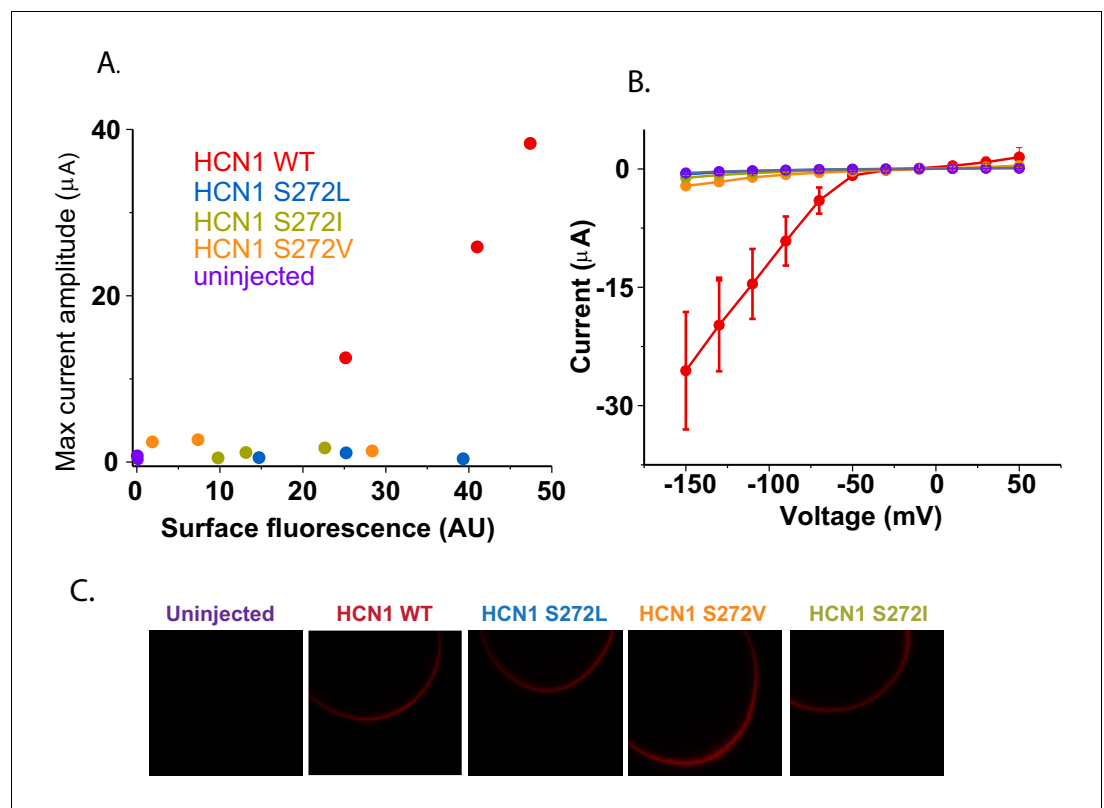 A.
Max current amplitude (μA)
40
20
0
HCN1 WT
HCN1 S272L
HCN1 S272I
HCN1 S272V
uninjected
0 10 20 30 40 50
Surface fluorescence (AU)
B.
Current (μA)
0
-15
-30
-150 -100 -50 0 50
Voltage (mV)
C.
Uninjected HCN1 WT HCN1 S272L HCN1 S272V HCN1 S272I